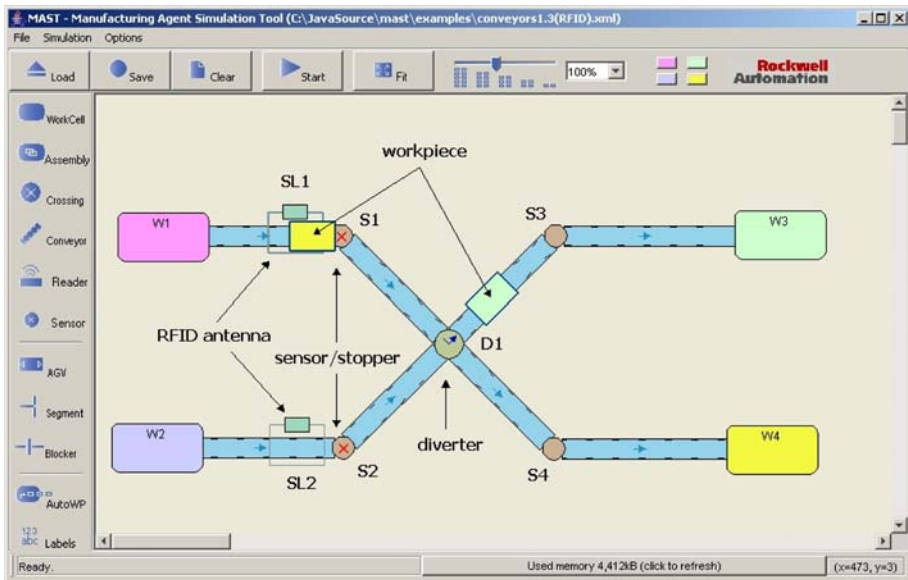 MAST - Manufacturing Agent Simulation Tool (C:\JavaSource\mast\examples\conveyors1.3(RFID).xml)
File Simulation Options
Load Save Clear Start Fit 100% Rockwell Automation
WorkCell
Assembly
Crossing
Conveyor
Reader
Sensor
AGV
Segment
Blocker
AutoWP
123 abc Labels
workpiece
SL1
S1
S3
W1
W3
RFID antenna
sensor/stopper
D1
diverter
W2
W4
SL2
S2
S4
Ready. Used memory 4,412kB (click to refresh) (x=473, y=3)